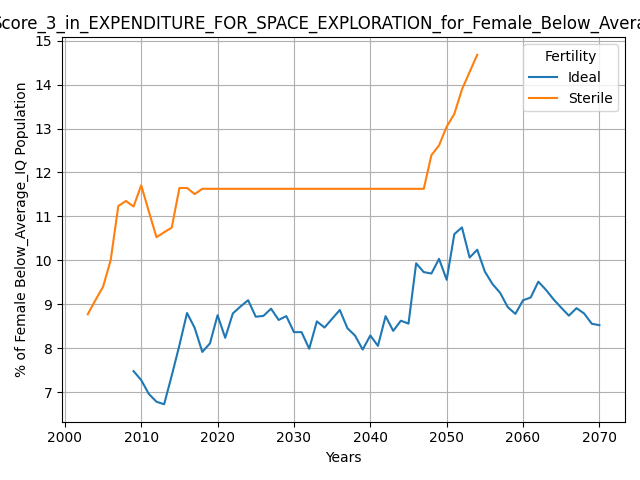 Score_3_in_EXPENDITURE_FOR_SPACE_EXPLORATION_for_Female_Below_Avera
15
14
13
12
11
10
9
8
7
% of Female Below_Average_IQ Population
Fertility
Ideal
Sterile
2000 2010 2020 2030 2040 2050 2060 2070
Years